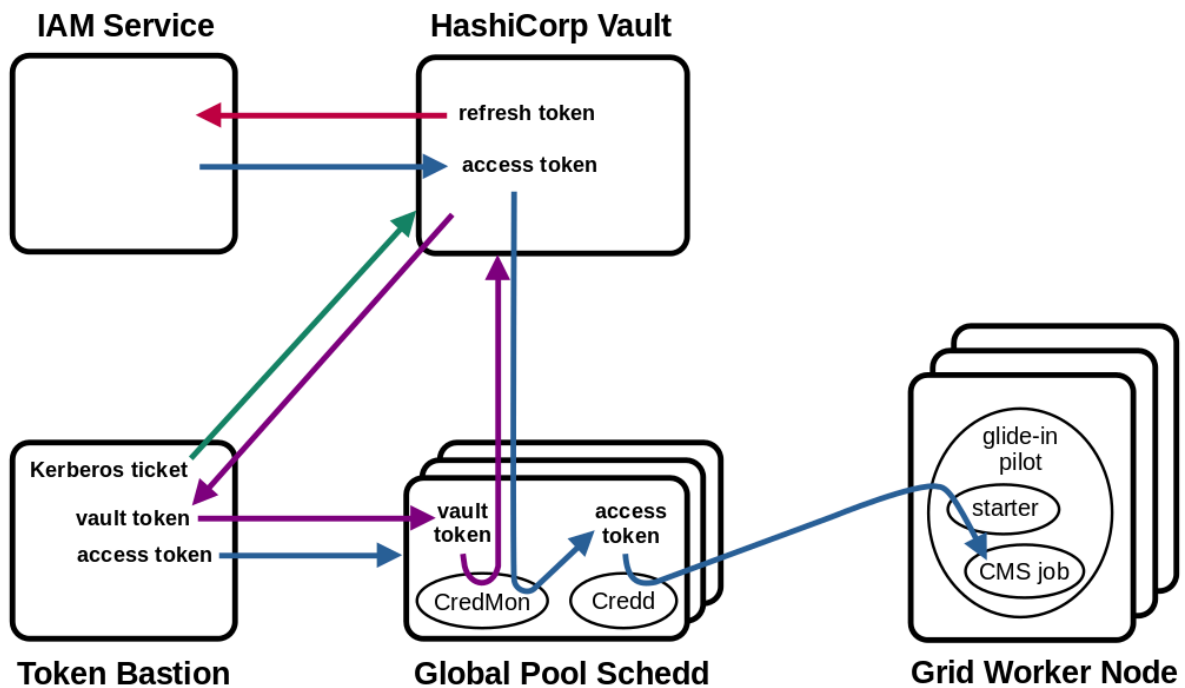 IAM Service
HashiCorp Vault
refresh token
access token
Kerberos ticket
vault token
access token
Token Bastion
vault
token
access
token
CredMon
Credd
Global Pool Schedd
glide-in
pilot
starter
CMS job
Grid Worker Node